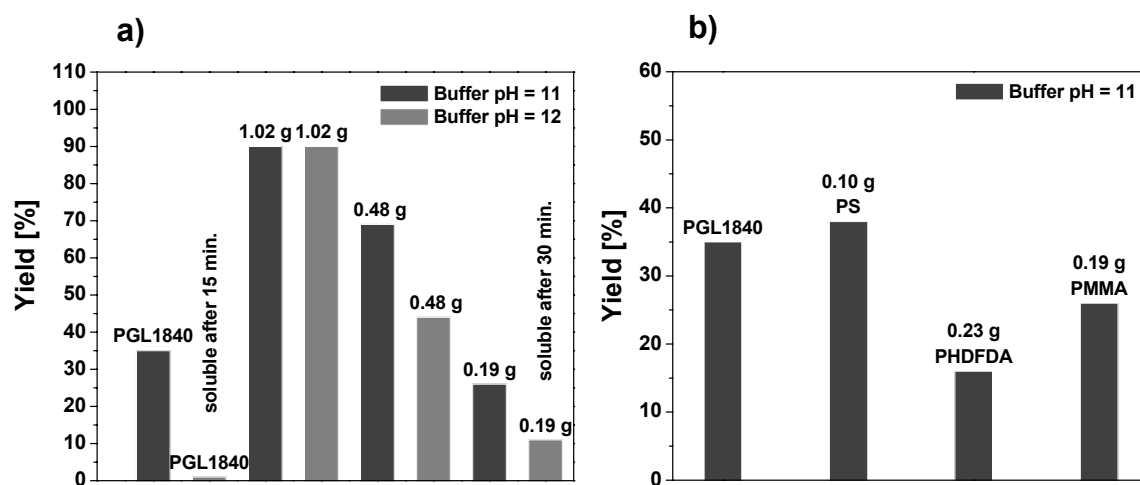 a)
Yield [%]
110
100
90
80
70
60
50
40
30
20
10
0
Buffer pH = 11
Buffer pH = 12
PGL1840
soluble after 15 min.
PGL1840
1.02 g
1.02 g
0.48 g
0.48 g
0.19 g
soluble after 30 min.
0.19 g
b)
Yield [%]
60
50
40
30
20
10
0
Buffer pH = 11
PGL1840
0.10 g
PS
0.23 g
PHDFDA
0.19 g
PMMA